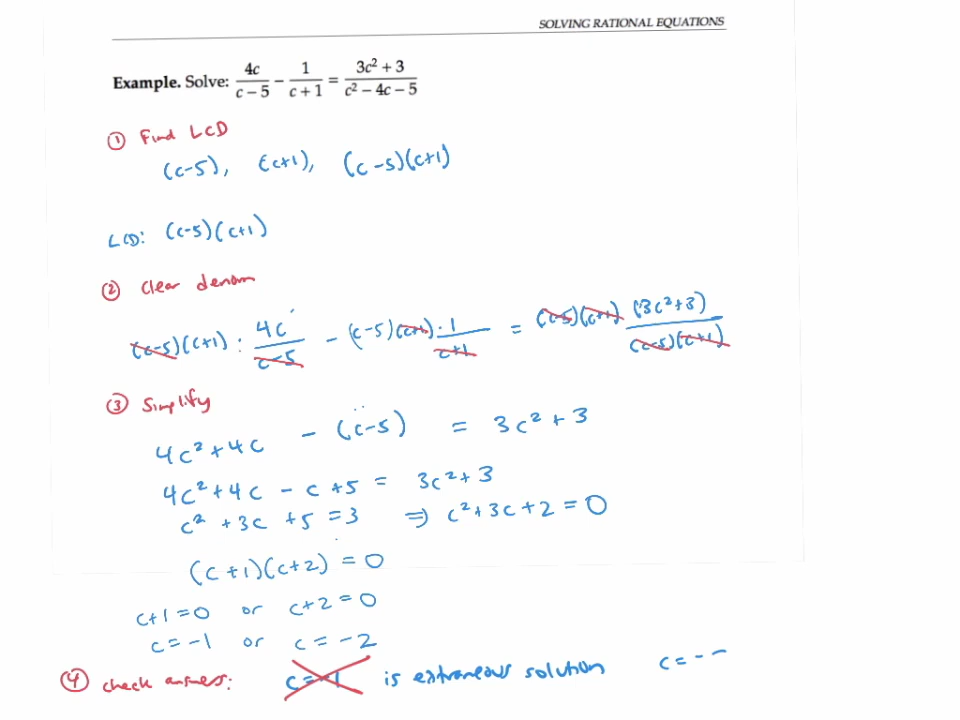 SOLVING RATIONAL EQUATIONS
Example. Solve: 4c/(c − 5) − 1/(c + 1) = (3c² + 3)/(c² − 4c − 5)
① Find LCD
(c-5), (c+1), (c-5)(c+1)
LCD: (c-5)(c+1)
② Clear denom
(c-5)(c+1) · 4c/(c-5) − (c-5)(c+1) · 1/(c+1) = (c-5)(c+1) (3c²+3)/((c-5)(c+1))
③ Simplify
4c²+4c − (c-5) = 3c²+3
4c²+4c − c +5 = 3c²+3
c² +3c +5 =3 ⇒ c²+3c+2 =0
(c+1)(c+2) =0
c+1=0 or c+2=0
c=-1 or c=-2
④ check answers: c=-1 is extraneous solution c=-